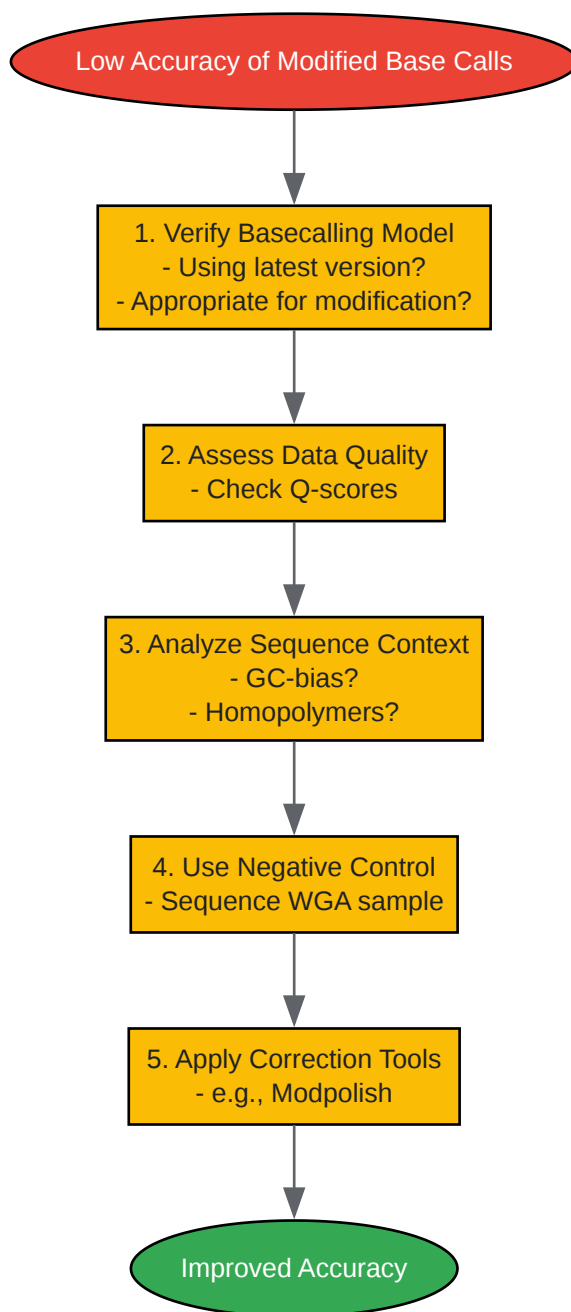 Low Accuracy of Modified Base Calls
1. Verify Basecalling Model
- Using latest version?
- Appropriate for modification?
2. Assess Data Quality
- Check Q-scores
3. Analyze Sequence Context
- GC-bias?
- Homopolymers?
4. Use Negative Control
- Sequence WGA sample
5. Apply Correction Tools
- e.g., Modpolish
Improved Accuracy